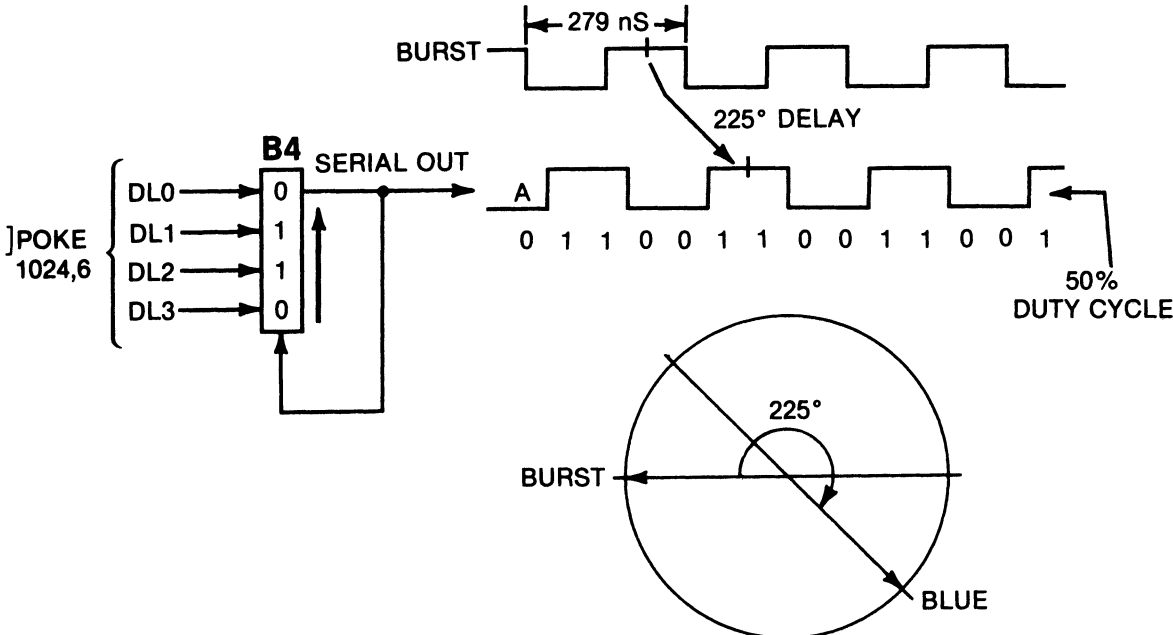 279 nS
BURST
225° DELAY
B4
SERIAL OUT
]POKE
1024,6
DL0
DL1
DL2
DL3
0
1
1
0
A
0 1 1 0 0 1 1 0 0 1 1 0 0 1
50%
DUTY CYCLE
225°
BURST
BLUE